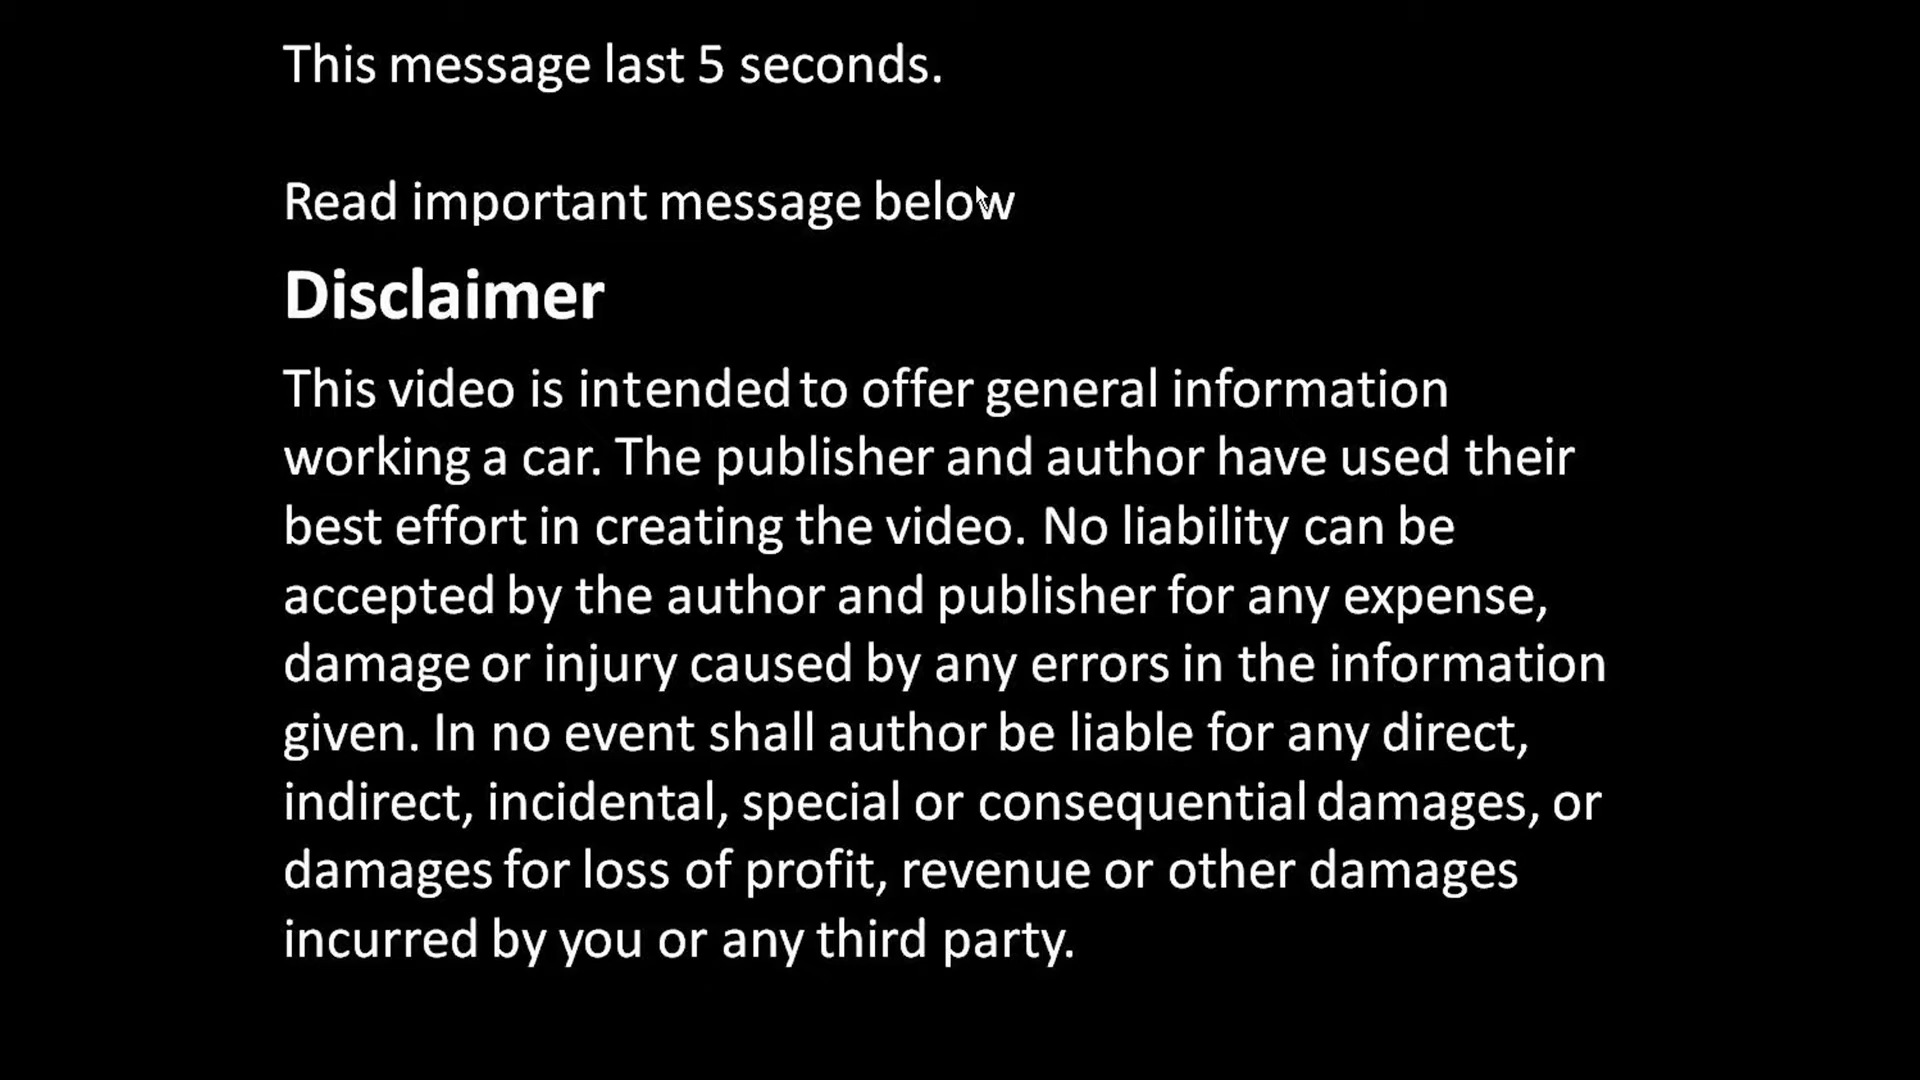 This message last 5 seconds.
Read important message below
Disclaimer
This video is intended to offer general information
working a car. The publisher and author have used their
best effort in creating the video. No liability can be
accepted by the author and publisher for any expense,
damage or injury caused by any errors in the information
given. In no event shall author be liable for any direct,
indirect, incidental, special or consequential damages, or
damages for loss of profit, revenue or other damages
incurred by you or any third party.